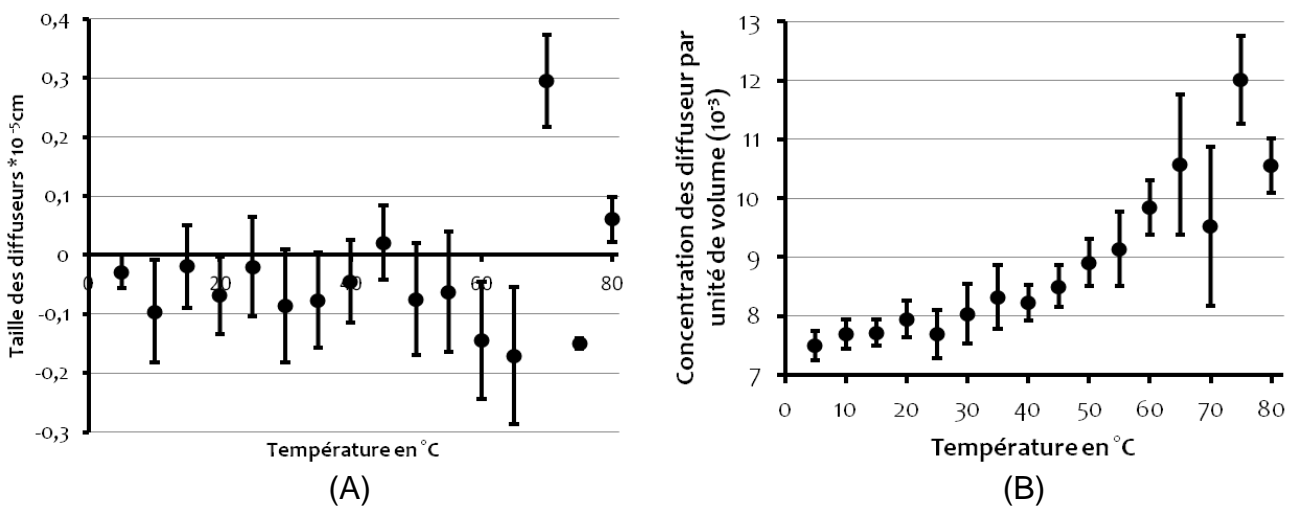 0,4
0,3
0,2
0,1
0
-0,1
-0,2
-0,3
0
20
40
60
80
Taille des diffuseurs *10⁻⁵cm
Température en °C
(A)
13
12
11
10
9
8
7
0 10 20 30 40 50 60 70 80
Concentration des diffuseur par
unité de volume (10⁻³)
Température en °C
(B)